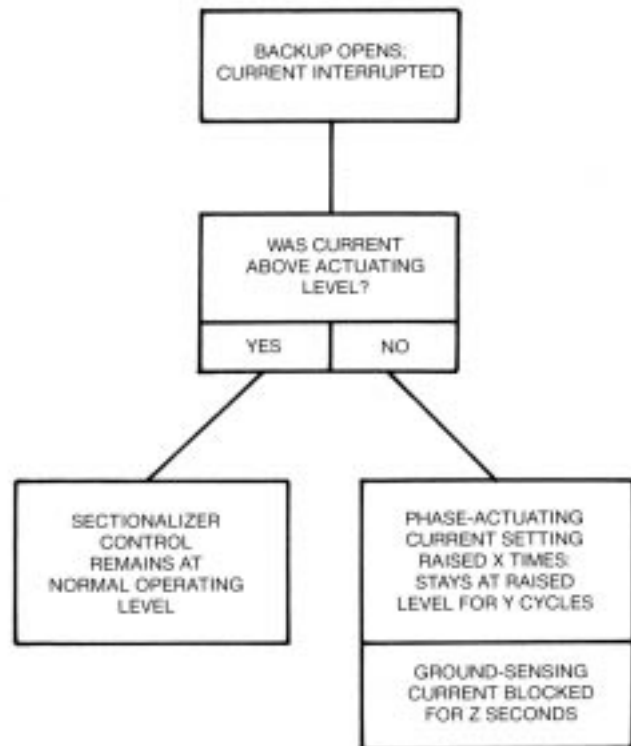 BACKUP OPENS;
CURRENT INTERRUPTED
WAS CURRENT
ABOVE ACTUATING
LEVEL?
YES
NO
SECTIONALIZER
CONTROL
REMAINS AT
NORMAL OPERATING
LEVEL
PHASE-ACTUATING
CURRENT SETTING
RAISED X TIMES:
STAYS AT RAISED
LEVEL FOR Y CYCLES
GROUND-SENSING
CURRENT BLOCKED
FOR Z SECONDS